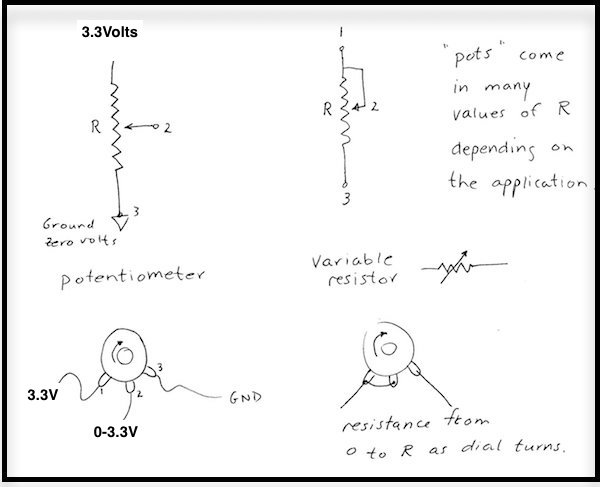 3.3Volts
R
2
3
Ground
Zero volts
potentiometer
1
R
2
3
variable
resistor
"pots" come
in many
values of R
depending on
the application.
3.3V
1
2
3
GND
0-3.3V
resistance from
0 to R as dial turns.